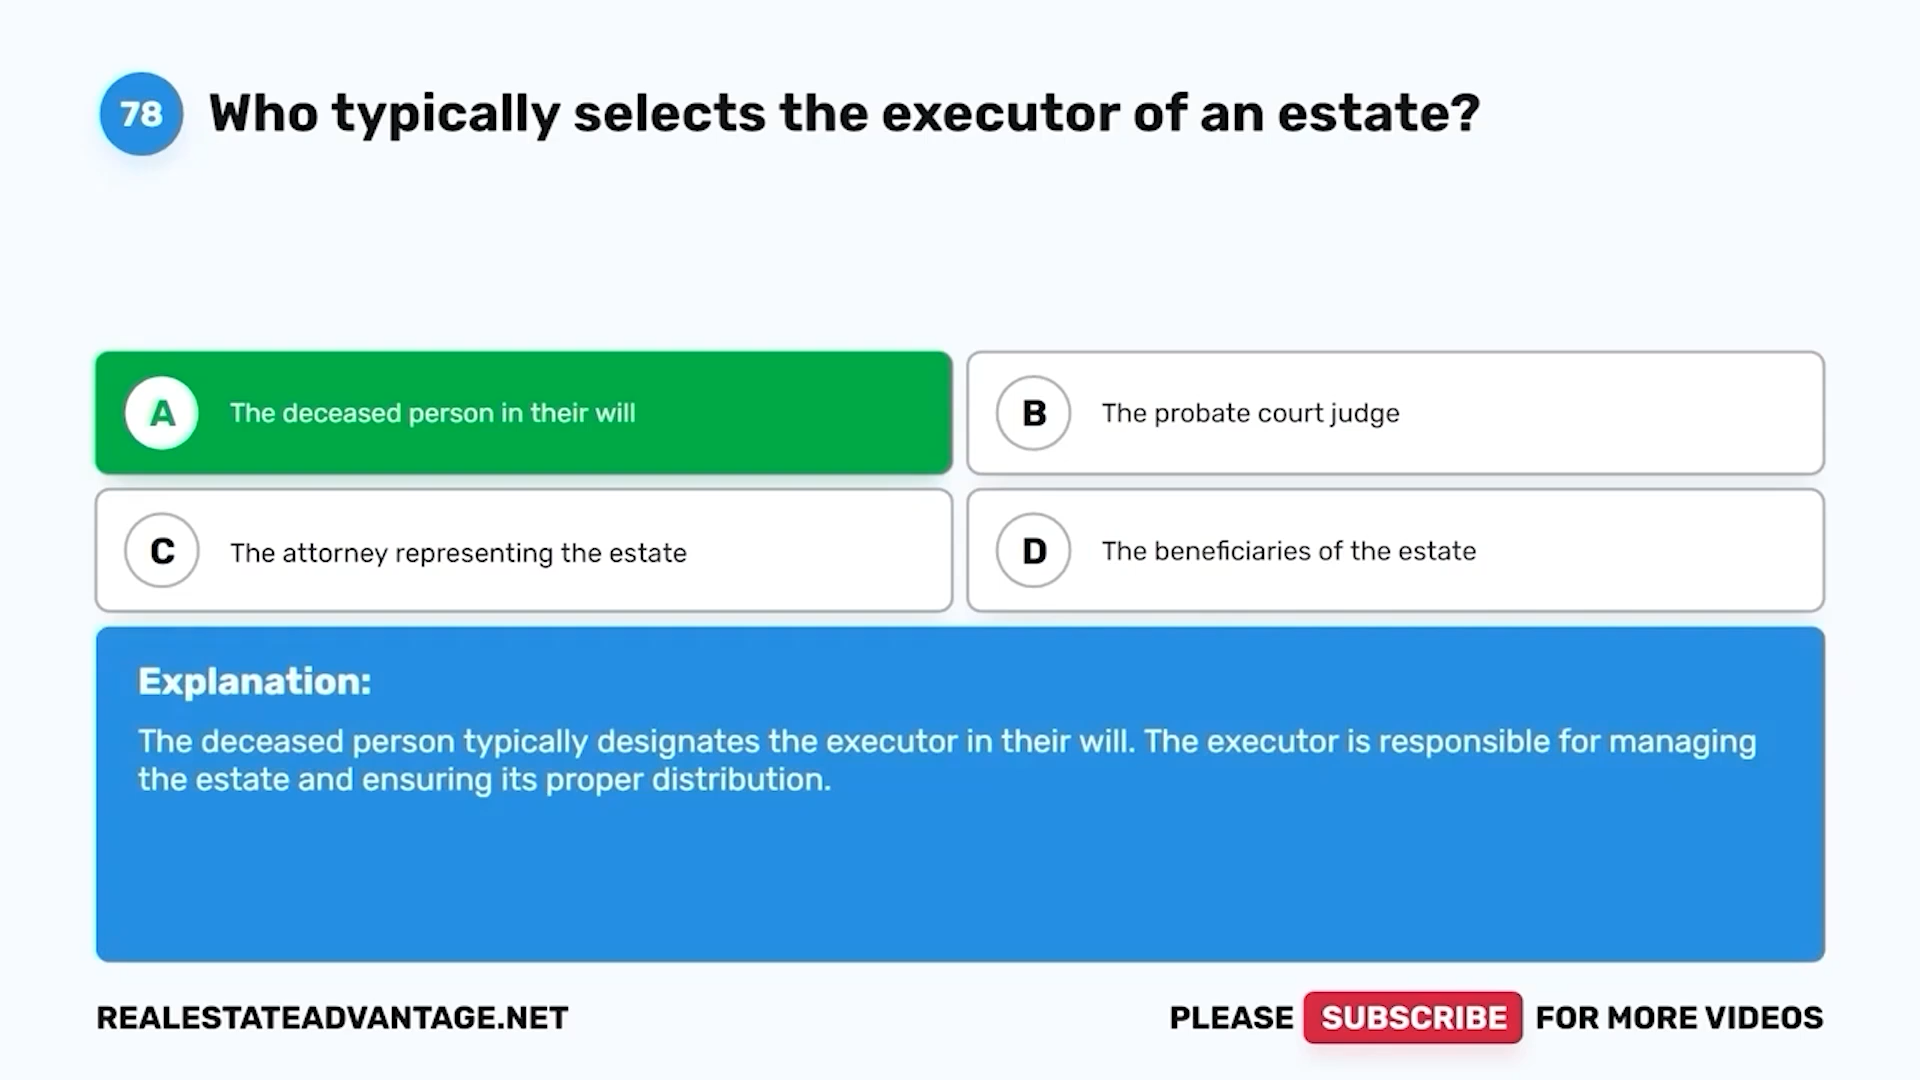 78 Who typically selects the executor of an estate?
A The deceased person in their will
B The probate court judge
C The attorney representing the estate
D The beneficiaries of the estate
Explanation:
The deceased person typically designates the executor in their will. The executor is responsible for managing
the estate and ensuring its proper distribution.
REALESTATEADVANTAGE.NET
PLEASE SUBSCRIBE FOR MORE VIDEOS